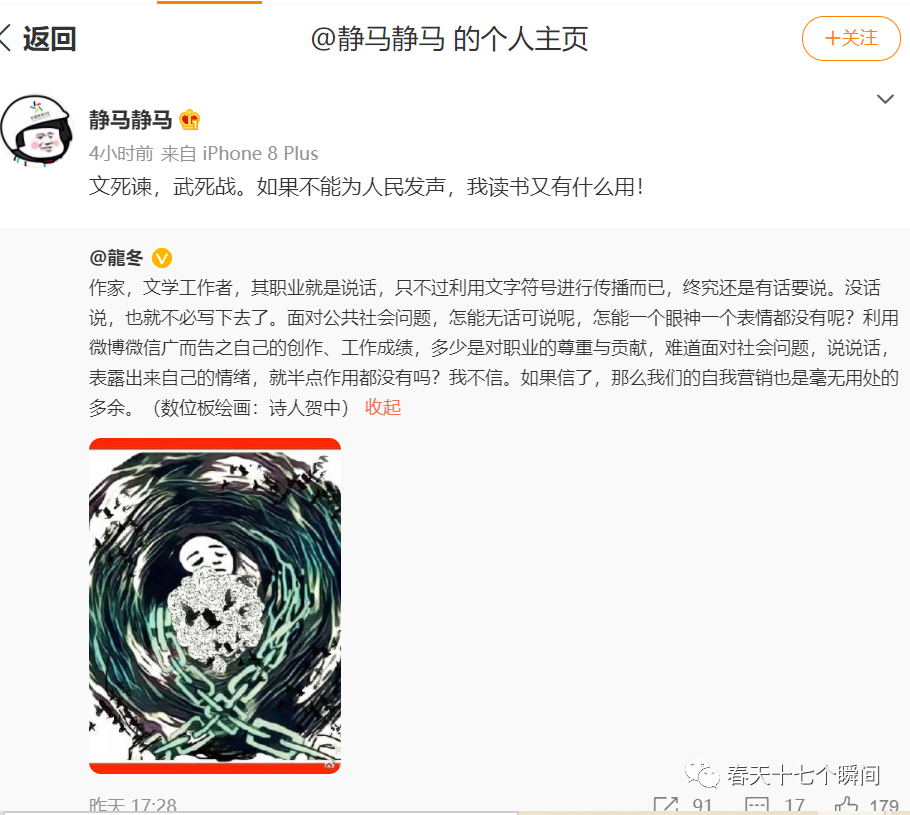 返回
@静马静马 的个人主页
+关注
静马静马
4小时前 来自 iPhone 8 Plus
文死谏，武死战。如果不能为人民发声，我读书又有什么用！
@龍冬
作家，文学工作者，其职业就是说话，只不过利用文字符号进行传播而已，终究还是有话要说。没话
说，也就不必写下去了。面对公共社会问题，怎能无话可说呢，怎能一个眼神一个表情都没有呢？利用
微博微信广而告之自己的创作、工作成绩，多少是对职业的尊重与贡献，难道面对社会问题，说说话，
表露出来自己的情绪，就半点作用都没有吗？我不信。如果信了，那么我们的自我营销也是毫无用处的
多余。（数位板绘画：诗人贺中） 收起
春天十七个瞬间
昨天 17:28
91 17 179